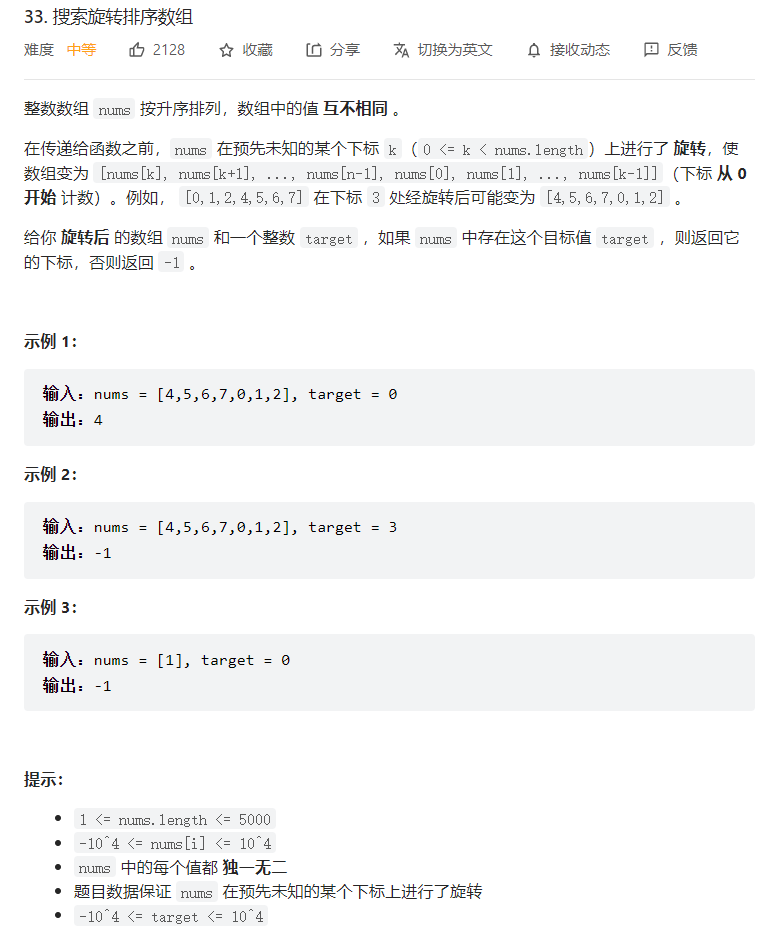 33. 搜索旋转排序数组
难度 中等 2128 收藏 分享 切换为英文 接收动态 反馈
整数数组 nums 按升序排列，数组中的值 互不相同 。
在传递给函数之前，nums 在预先未知的某个下标 k（0 <= k < nums.length）上进行了 旋转，使
数组变为 [nums[k], nums[k+1], ..., nums[n-1], nums[0], nums[1], ..., nums[k-1]]（下标 从 0
开始 计数）。例如， [0,1,2,4,5,6,7] 在下标 3 处经旋转后可能变为 [4,5,6,7,0,1,2] 。
给你 旋转后 的数组 nums 和一个整数 target ，如果 nums 中存在这个目标值 target ，则返回它
的下标，否则返回 -1 。
示例 1：
输入：nums = [4,5,6,7,0,1,2], target = 0
输出：4
示例 2：
输入：nums = [4,5,6,7,0,1,2], target = 3
输出：-1
示例 3：
输入：nums = [1], target = 0
输出：-1
提示：
1 <= nums.length <= 5000
-10^4 <= nums[i] <= 10^4
nums 中的每个值都 独一无二
题目数据保证 nums 在预先未知的某个下标上进行了旋转
-10^4 <= target <= 10^4